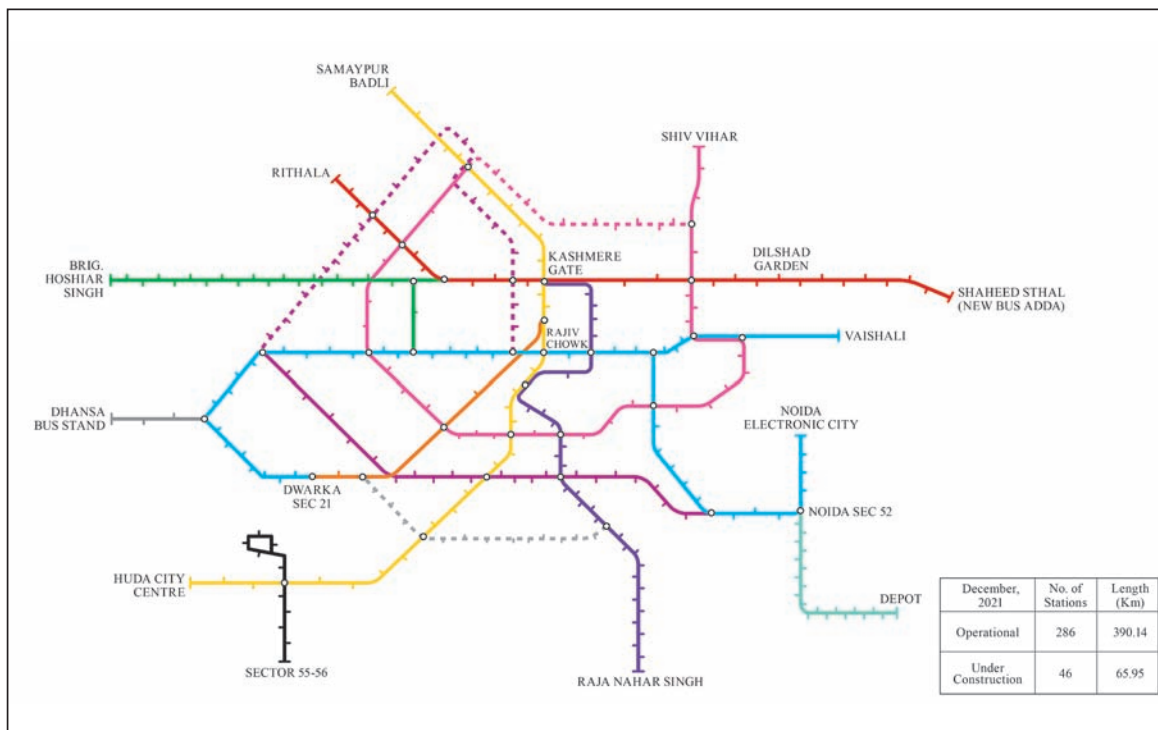 SAMAYPUR
BADLI
SHIV VIHAR
RITHALA
BRIG.
HOSHIAR
SINGH
KASHMERE
GATE
DILSHAD
GARDEN
SHAHEED STHAL
(NEW BUS ADDA)
RAJIV
CHOWK
VAISHALI
DHANSA
BUS STAND
NOIDA
ELECTRONIC CITY
DWARKA
SEC 21
NOIDA SEC 52
HUDA CITY
CENTRE
DEPOT
SECTOR 55-56
RAJA NAHAR SINGH
December, 2021 No. of Stations Length (Km)
Operational 286 390.14
Under Construction 46 65.95